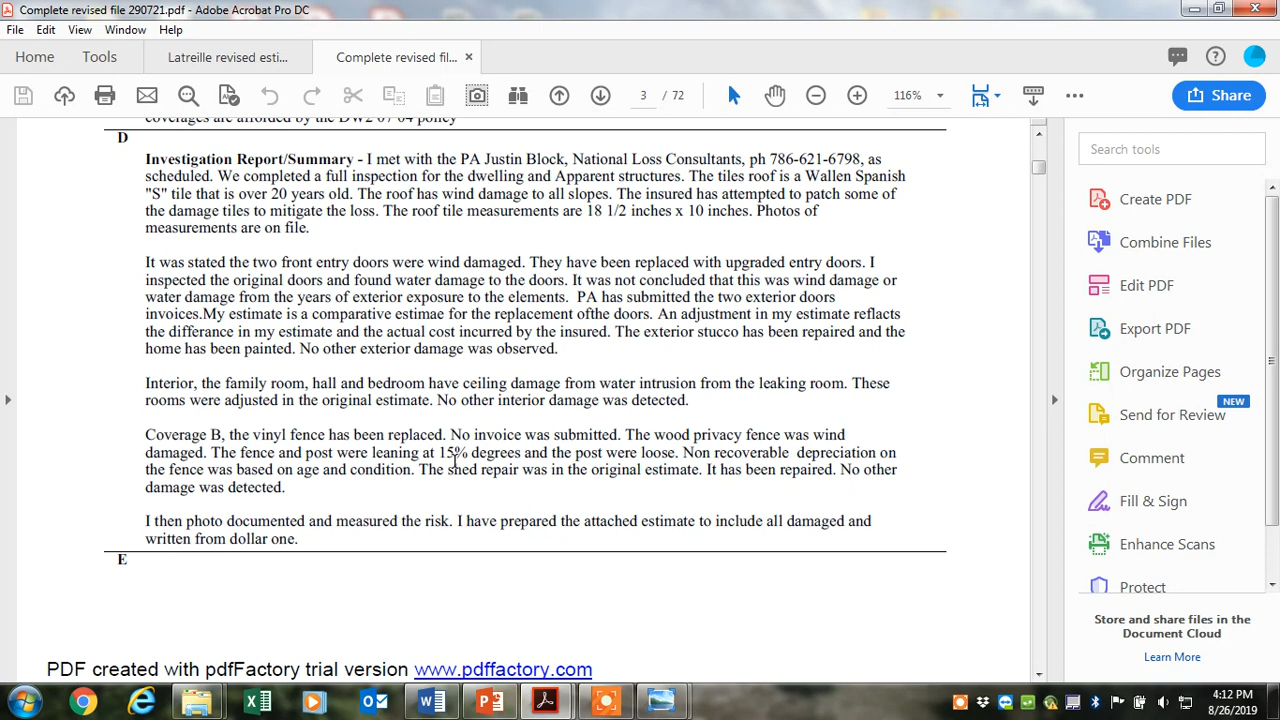 Complete revised file 290721.pdf - Adobe Acrobat Pro DC
File Edit View Window Help
Home Tools Latreille revised esti... Complete revised fil... ×
3 / 72 116% Share
coverages are afforded by the DW2 07 04 policy
D
Investigation Report/Summary - I met with the PA Justin Block, National Loss Consultants, ph 786-621-6798, as
scheduled. We completed a full inspection for the dwelling and Apparent structures. The tiles roof is a Wallen Spanish
"S" tile that is over 20 years old. The roof has wind damage to all slopes. The insured has attempted to patch some of
the damage tiles to mitigate the loss. The roof tile measurements are 18 1/2 inches x 10 inches. Photos of
measurements are on file.
It was stated the two front entry doors were wind damaged. They have been replaced with upgraded entry doors. I
inspected the original doors and found water damage to the doors. It was not concluded that this was wind damage or
water damage from the years of exterior exposure to the elements. PA has submitted the two exterior doors
invoices.My estimate is a comparative estimae for the replacement ofthe doors. An adjustment in my estimate reflects
the difference in my estimate and the actual cost incurred by the insured. The exterior stucco has been repaired and the
home has been painted. No other exterior damage was observed.
Interior, the family room, hall and bedroom have ceiling damage from water intrusion from the leaking room. These
rooms were adjusted in the original estimate. No other interior damage was detected.
Coverage B, the vinyl fence has been replaced. No invoice was submitted. The wood privacy fence was wind
damaged. The fence and post were leaning at 15% degrees and the post were loose. Non recoverable depreciation on
the fence was based on age and condition. The shed repair was in the original estimate. It has been repaired. No other
damage was detected.
I then photo documented and measured the risk. I have prepared the attached estimate to include all damaged and
written from dollar one.
E
PDF created with pdfFactory trial version www.pdffactory.com
Search tools
Create PDF
Combine Files
Edit PDF
Export PDF
Organize Pages
NEW
Send for Review
Comment
Fill & Sign
Enhance Scans
Protect
Store and share files in the
Document Cloud
Learn More
4:12 PM
8/26/2019